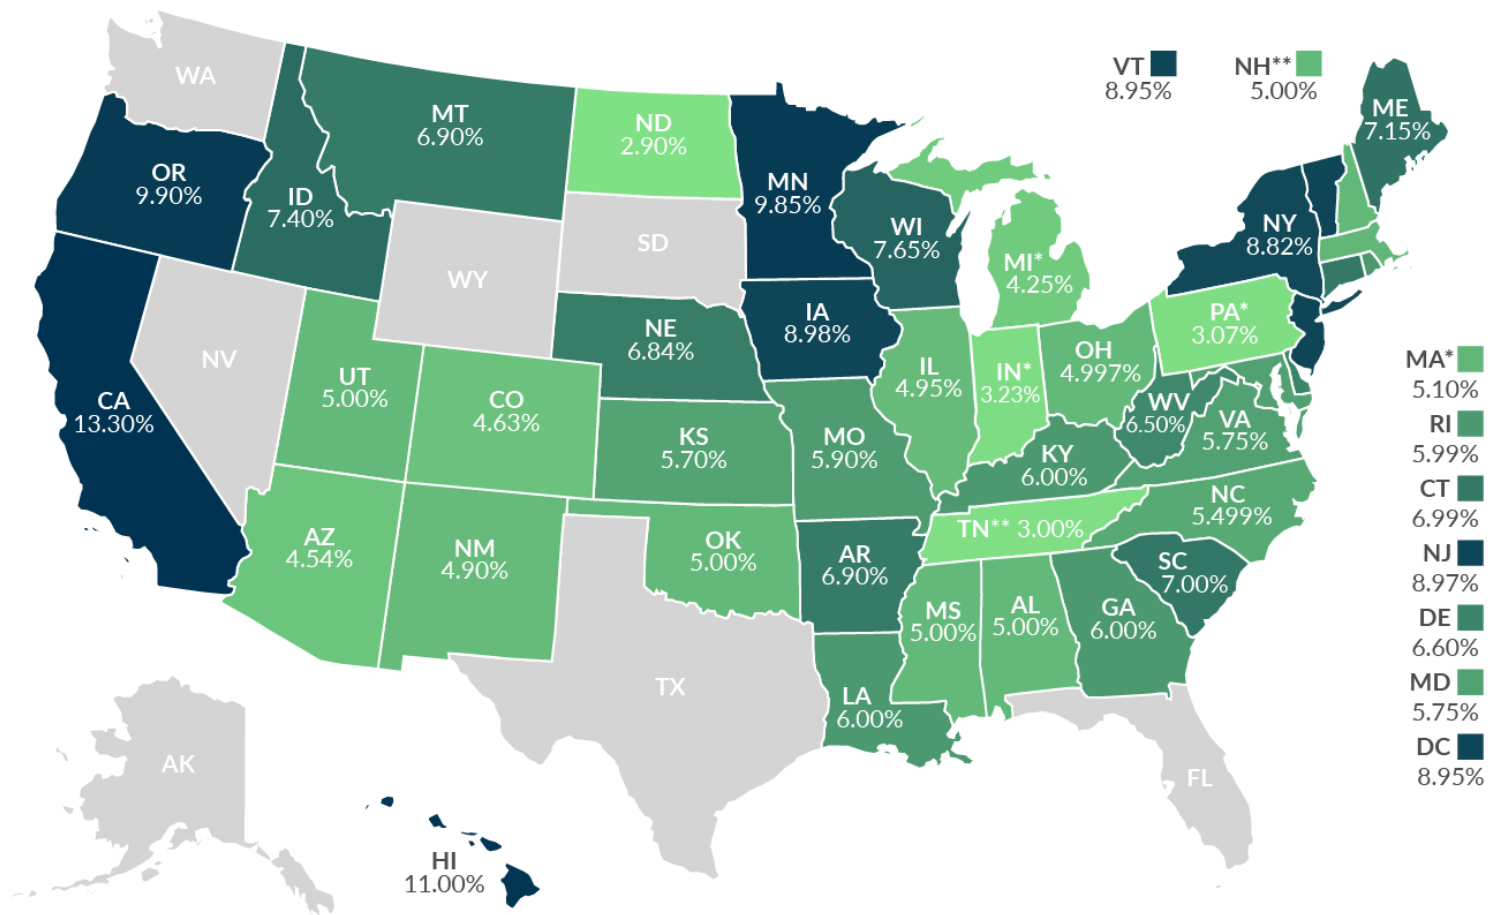 WA
VT
8.95%
NH**
5.00%
MT
6.90%
ND
2.90%
ME
7.15%
OR
9.90%
ID
7.40%
MN
9.85%
WI
7.65%
NY
8.82%
SD
WY
MI*
4.25%
NV
NE
6.84%
IA
8.98%
PA*
3.07%
UT
5.00%
CO
4.63%
IL
4.95%
IN*
3.23%
OH
4.997%
MA*
5.10%
CA
13.30%
KS
5.70%
MO
5.90%
KY
6.00%
WV
6.50%
VA
5.75%
RI
5.99%
AZ
4.54%
NM
4.90%
OK
5.00%
AR
6.90%
TN** 3.00%
NC
5.499%
CT
6.99%
SC
7.00%
NJ
8.97%
MS
5.00%
AL
5.00%
GA
6.00%
DE
6.60%
TX
LA
6.00%
MD
5.75%
AK
FL
DC
8.95%
HI
11.00%